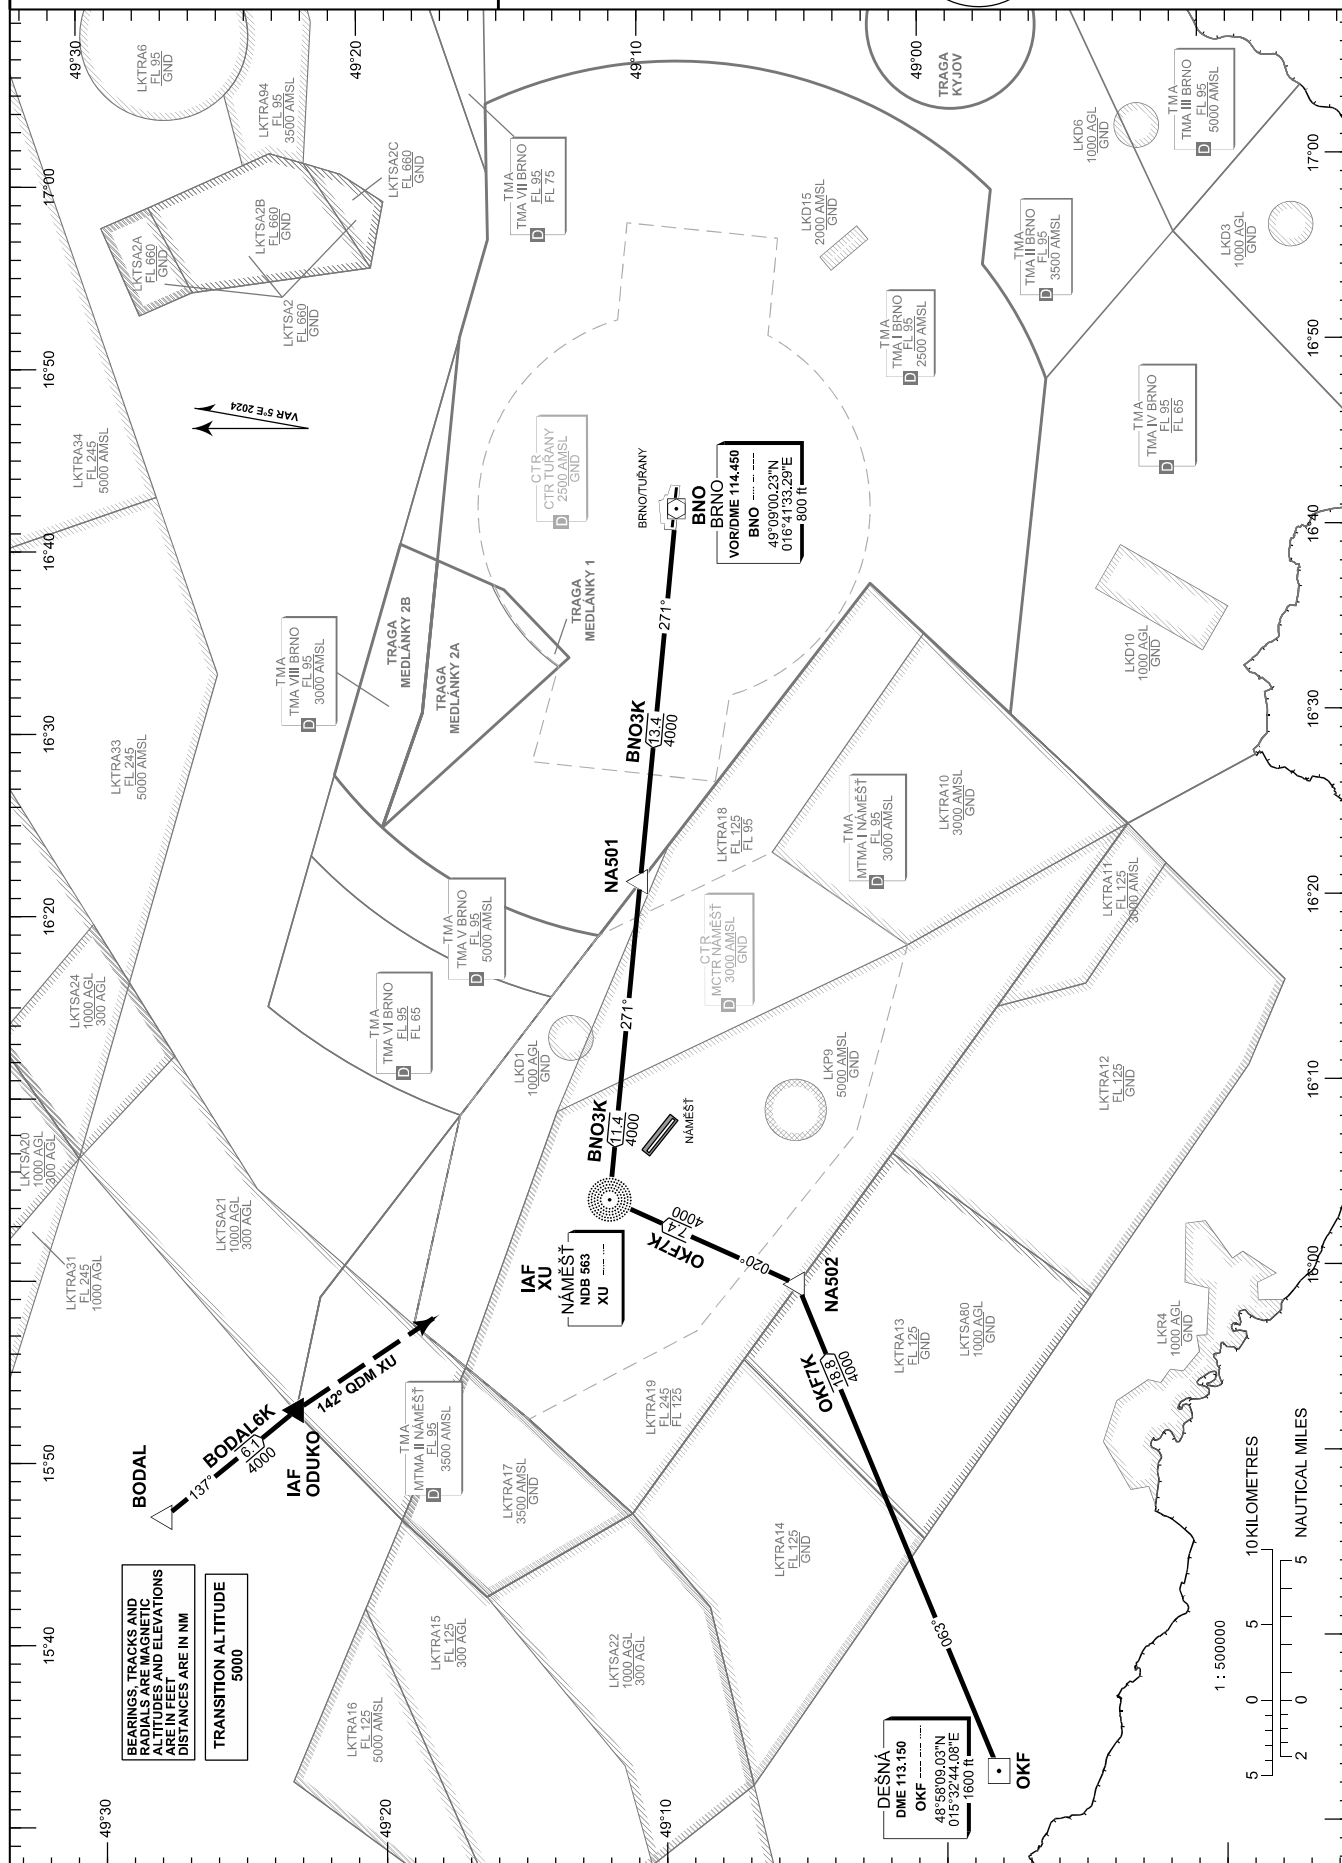 49°30'
49°20'
49°10'
49°00'
17°00'
16°50'
16°40'
16°30'
16°20'
16°10'
16°00'
15°50'
15°40'
LKTRA6
FL 95
GND
LKTRA94
FL 95
3500 AMSL
LKTSA2A
FL 660
GND
LKTSA2B
FL 660
GND
LKTSA2C
FL 660
GND
LKTSA2
FL 660
GND
TMA
TMA VII BRNO
FL 95
FL 75
D
TRAGA
KYJOV
LKD6
1000 AGL
GND
TMA
TMA III BRNO
FL 95
5000 AMSL
D
LKD15
2000 AMSL
GND
TMA
TMA II BRNO
FL 95
3500 AMSL
D
LKD3
1000 AGL
GND
TMA
TMA I BRNO
FL 95
2500 AMSL
D
TMA
TMA IV BRNO
FL 95
FL 65
D
VAR 5°E 2024
LKTRA34
FL 245
5000 AMSL
CTR
CTR TUŘANY
2500 AMSL
GND
D
BRNO/TUŘANY
BNO
BRNO
VOR/DME 114.450
BNO
49°09'00.23"N
016°41'33.29"E
800 ft
TRAGA
MEDLÁNKY 2B
TRAGA
MEDLÁNKY 2A
TRAGA
MEDLÁNKY 1
TMA
TMA VIII BRNO
FL 95
3000 AMSL
D
LKTRA33
FL 245
5000 AMSL
271°
BNO3K
13.4
4000
LKD10
1000 AGL
GND
NA501
LKTRA18
FL 125
FL 95
TMA
MTMA I NÁMĚŠŤ
FL 95
3000 AMSL
D
LKTRA10
3000 AMSL
GND
LKTRA11
FL 125
3000 AMSL
TMA
TMA V BRNO
FL 95
5000 AMSL
D
TMA
TMA VI BRNO
FL 95
FL 65
D
CTR
MCTR NÁMĚŠŤ
3000 AMSL
GND
D
LKTSA24
1000 AGL
300 AGL
271°
LKD1
1000 AGL
GND
LKP9
5000 AMSL
GND
LKTRA12
FL 125
GND
BNO3K
11.4
4000
NÁMĚŠŤ
LKTSA20
1000 AGL
300 AGL
LKTSA21
1000 AGL
300 AGL
LKTRA31
FL 245
1000 AGL
IAF
XU
NÁMĚŠŤ
NDB 563
XU
OKF7K
7.4
4000
020°
NA502
OKF7K
18.8
4000
LKTRA13
FL 125
GND
LKTSA80
1000 AGL
GND
LKR4
1000 AGL
GND
142° QDM XU
BODAL
137°
BODAL6K
6.1
4000
IAF
ODUKO
TMA
MTMA II NÁMĚŠŤ
FL 95
3500 AMSL
D
LKTRA17
3500 AMSL
GND
LKTRA19
FL 245
FL 125
LKTRA14
FL 125
GND
LKTRA15
FL 125
300 AGL
LKTSA22
1000 AGL
300 AGL
LKTRA16
FL 125
5000 AMSL
063°
DEŠNÁ
DME 113.150
OKF
48°58'09.03"N
015°32'44.08"E
1600 ft
OKF
BEARINGS, TRACKS AND
RADIALS ARE MAGNETIC
ALTITUDES AND ELEVATIONS
ARE IN FEET
DISTANCES ARE IN NM
TRANSITION ALTITUDE
5000
1 : 500000
5 0 5 10 KILOMETRES
2 0 5 NAUTICAL MILES
49°30'
49°20'
49°10'
17°00'
16°50'
16°40'
16°30'
16°20'
16°10'
16°00'